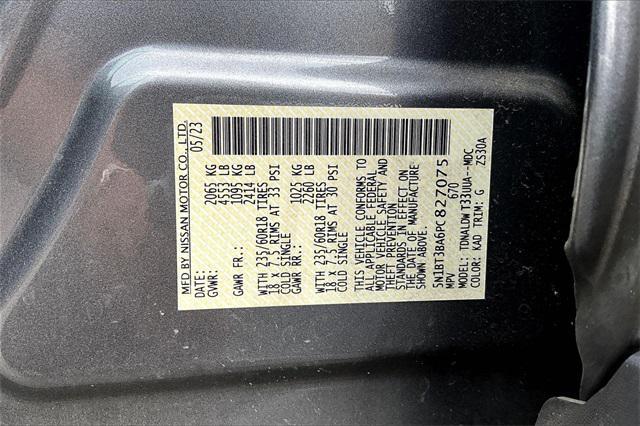 MFD BY NISSAN MOTOR CO., LTD.
DATE: 05/23
GVWR: 2065 KG
4553 LB
GAWR FR.: 1095 KG
2414 LB
WITH 235/60R18 TIRES
18 x 7.5 RIMS AT 33 PSI
COLD SINGLE
GAWR RR.: 1025 KG
2260 LB
WITH 235/60R18 TIRES
18 x 7.5 RIMS AT 30 PSI
COLD SINGLE
THIS VEHICLE CONFORMS TO
ALL APPLICABLE FEDERAL
MOTOR VEHICLE SAFETY AND
THEFT PREVENTION
STANDARDS IN EFFECT ON
THE DATE OF MANUFACTURE
SHOWN ABOVE.
5N1BT3BA6PC827075
MPV 670
MODEL: TDNALDWT33UUA--MDC
COLOR: KAD TRIM: G ZS30A